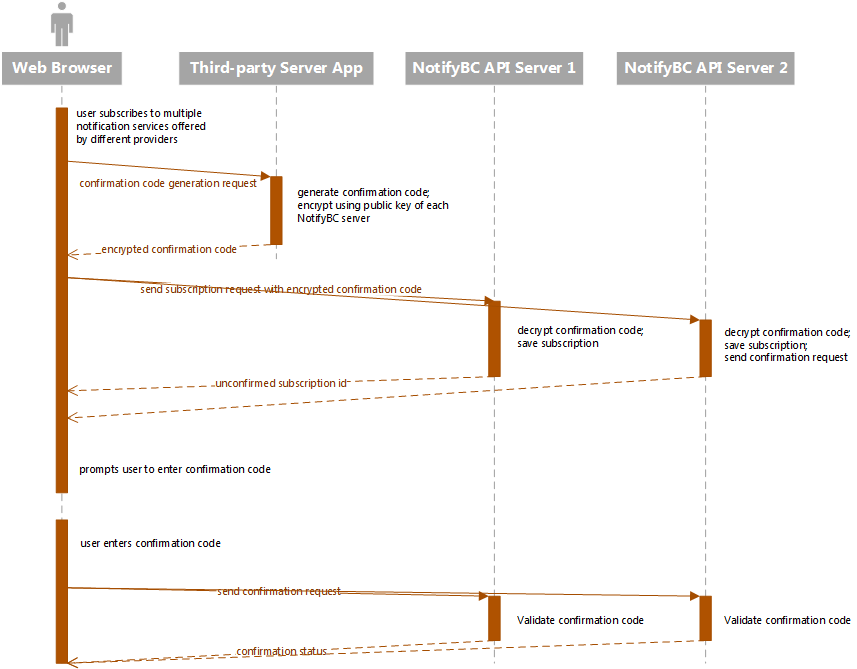 Web Browser
Third-party Server App
NotifyBC API Server 1
NotifyBC API Server 2
user subscribes to multiple
notification services offered
by different providers
confirmation code generation request
generate confirmation code;
encrypt using public key of each
NotifyBC server
encrypted confirmation code
send subscription request with encrypted confirmation code
decrypt confirmation code;
save subscription
decrypt confirmation code;
save subscription;
send confirmation request
unconfirmed subscription id
prompts user to enter confirmation code
user enters confirmation code
send confirmation request
Validate confirmation code
Validate confirmation code
confirmation status